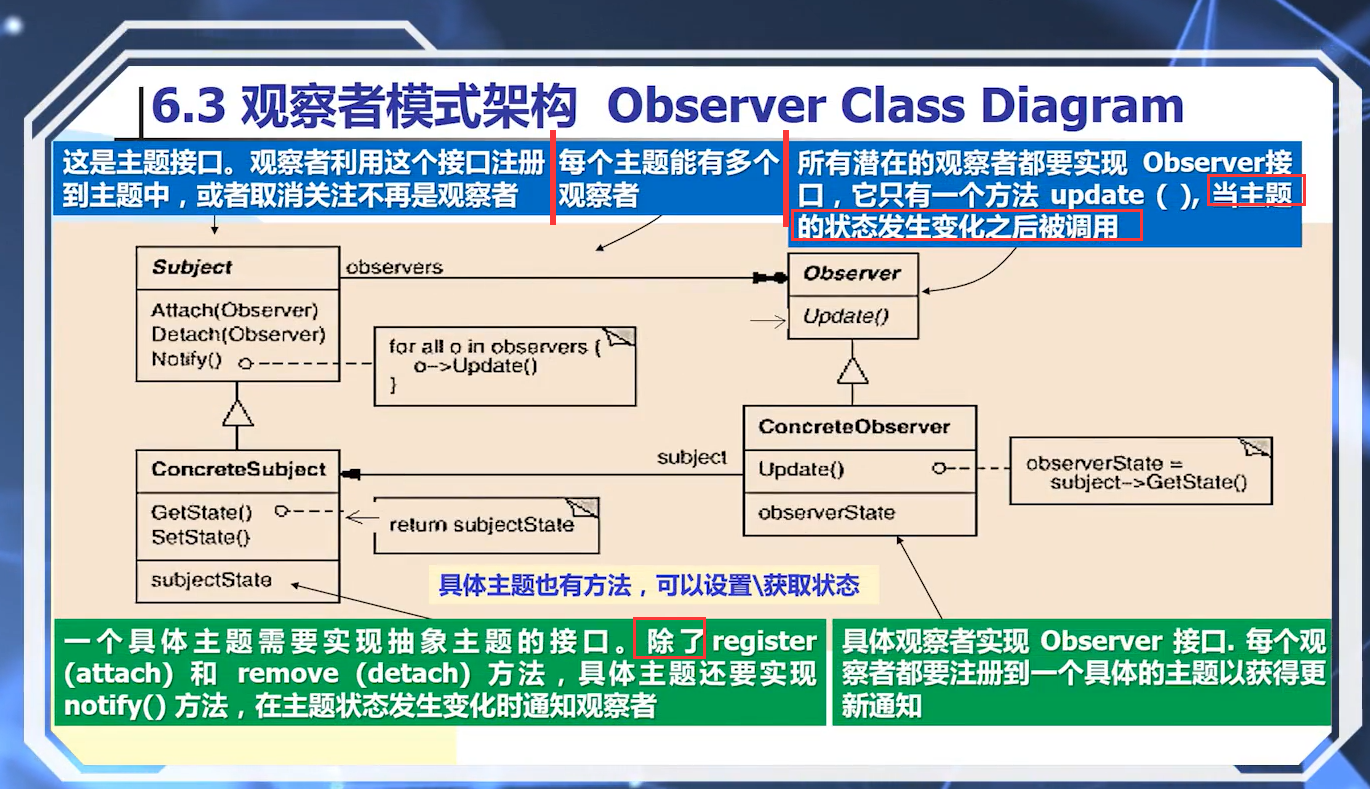 6.3 观察者模式架构 Observer Class Diagram
这是主题接口。观察者利用这个接口注册
到主题中，或者取消关注不再是观察者
每个主题能有多个
观察者
所有潜在的观察者都要实现 Observer接
口，它只有一个方法 update ( ), 当主题
的状态发生变化之后被调用
Subject
Attach(Observer)
Detach(Observer)
Notify()
observers
for all o in observers {
o->Update()
}
Observer
Update()
ConcreteSubject
GetState()
SetState()
subjectState
return subjectState
subject
ConcreteObserver
Update()
observerState
observerState =
subject->GetState()
具体主题也有方法，可以设置\获取状态
一个具体主题需要实现抽象主题的接口。除了 register
(attach) 和 remove (detach) 方法，具体主题还要实现
notify() 方法，在主题状态发生变化时通知观察者
具体观察者实现 Observer 接口. 每个观
察者都要注册到一个具体的主题以获得更
新通知